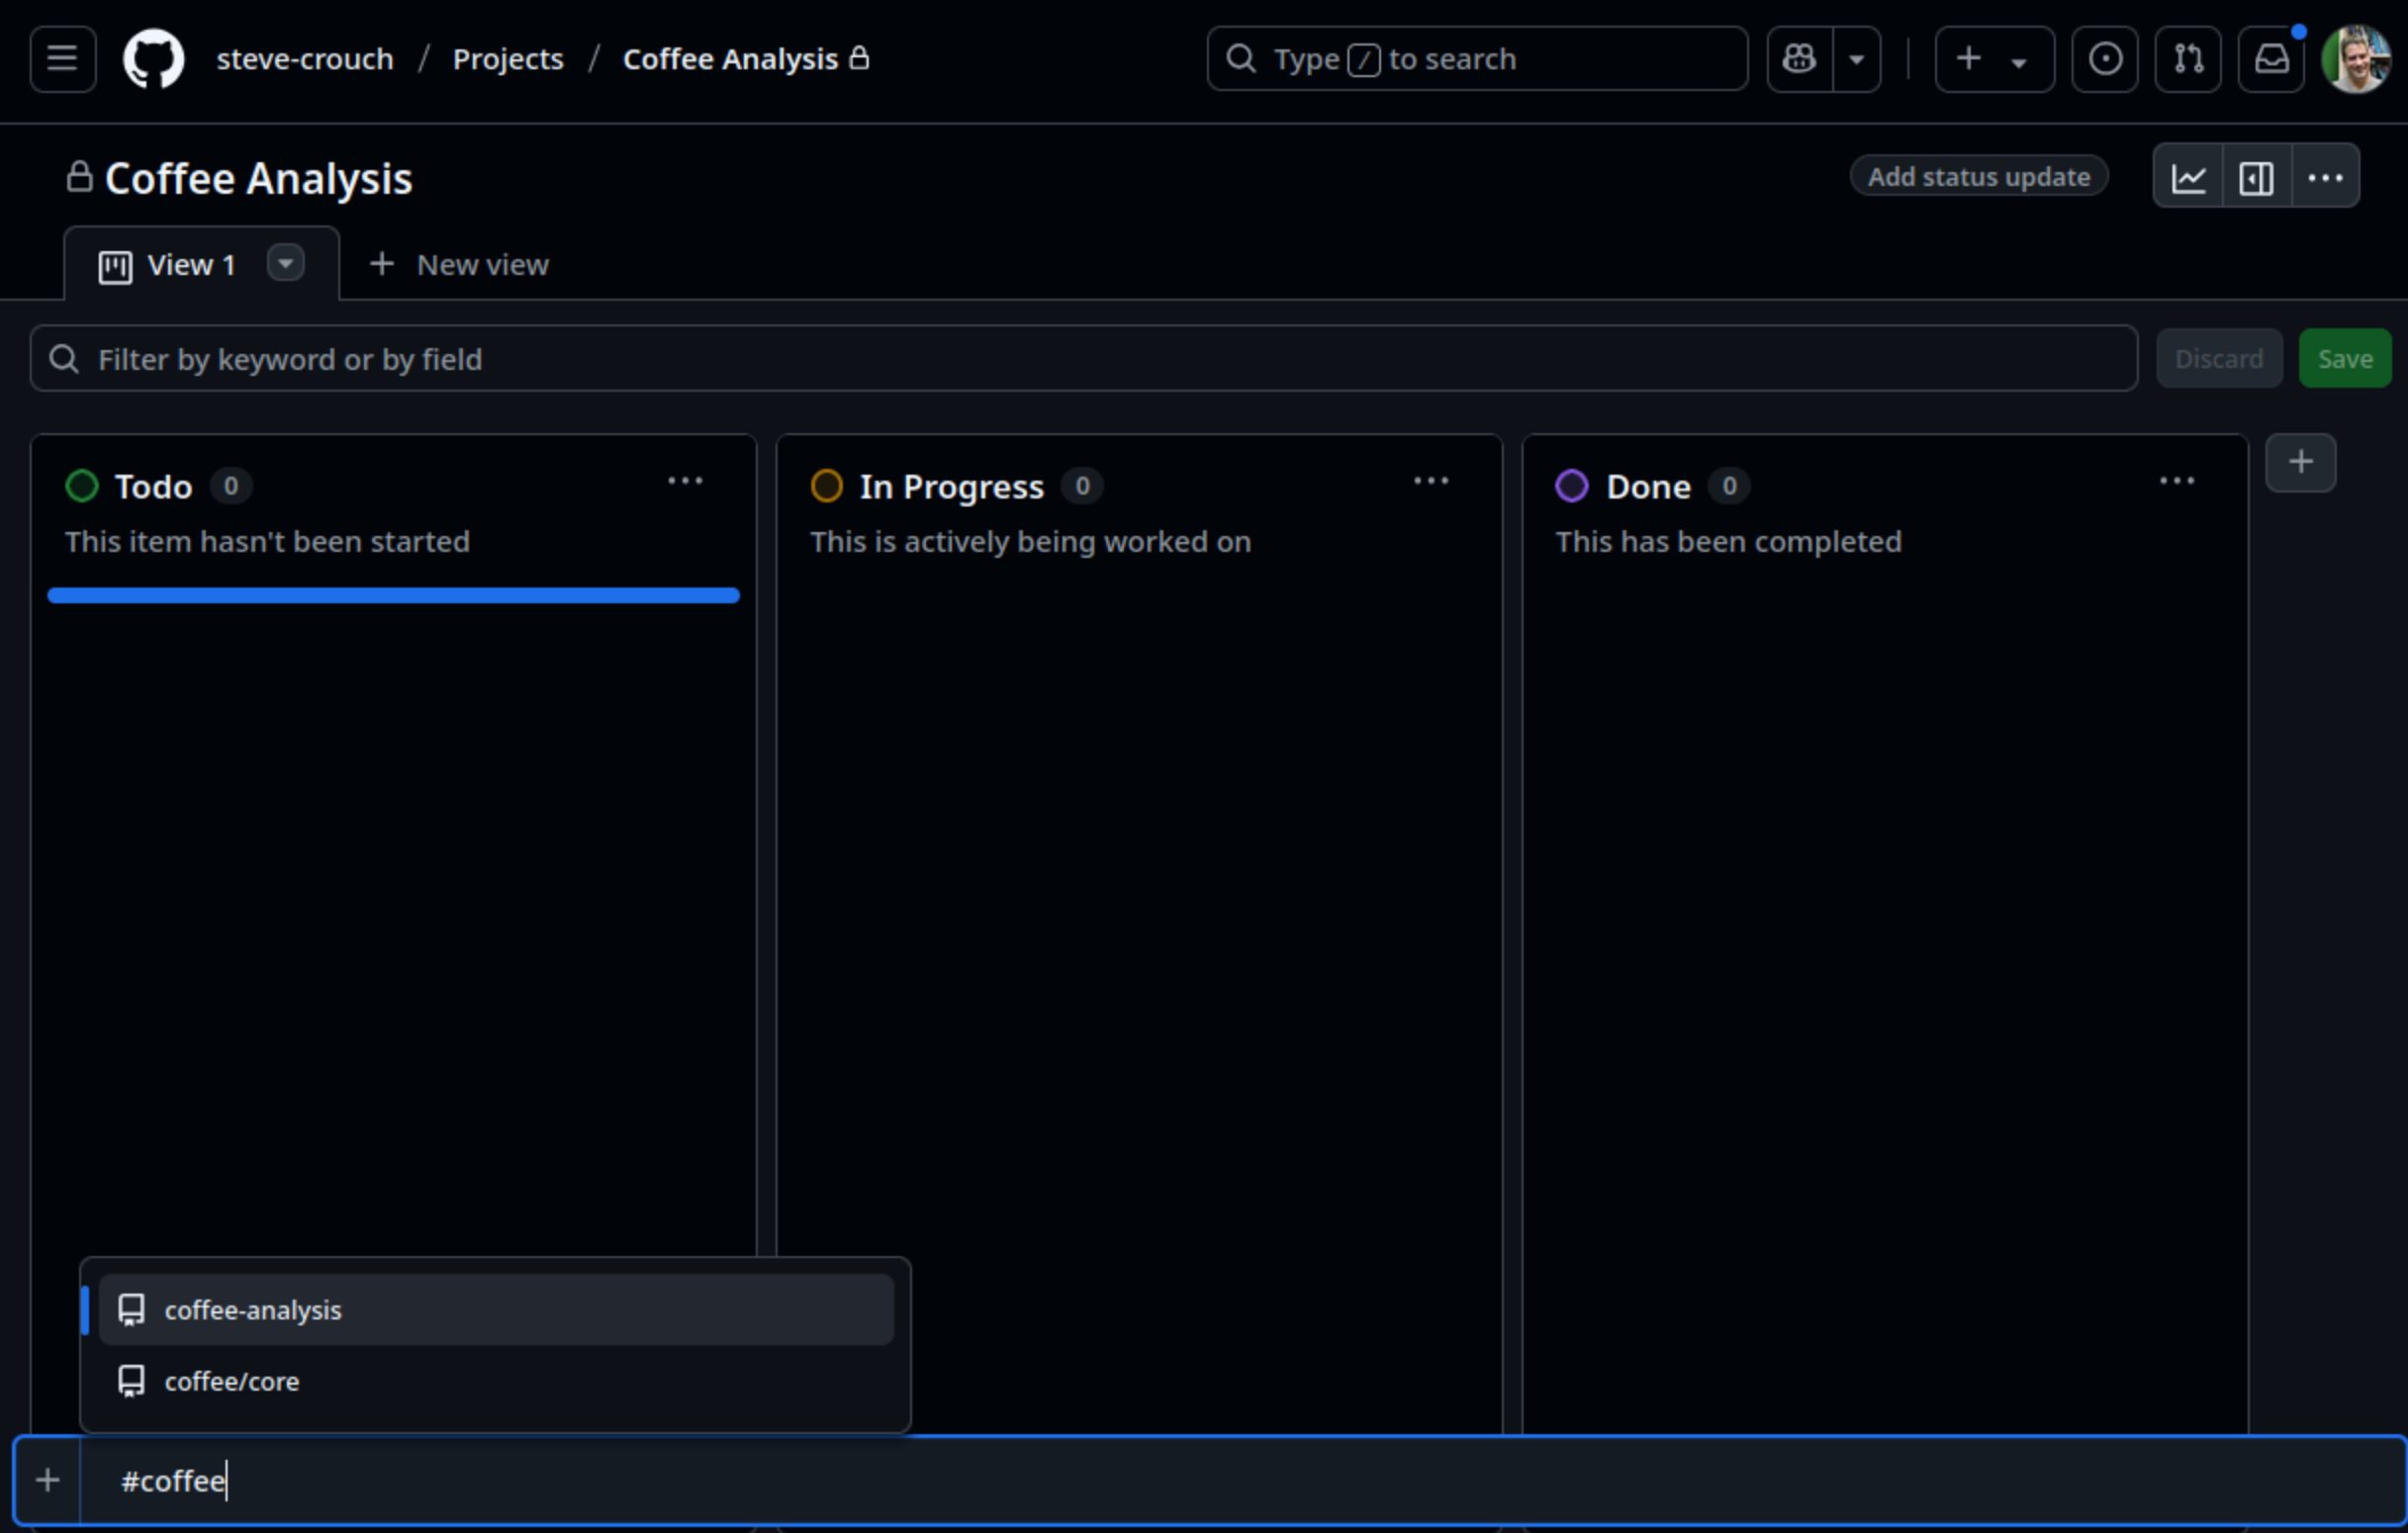 steve-crouch / Projects / Coffee Analysis
Type / to search
Coffee Analysis
Add status update
View 1
New view
Filter by keyword or by field
Discard
Save
Todo 0
This item hasn't been started
In Progress 0
This is actively being worked on
Done 0
This has been completed
coffee-analysis
coffee/core
#coffee